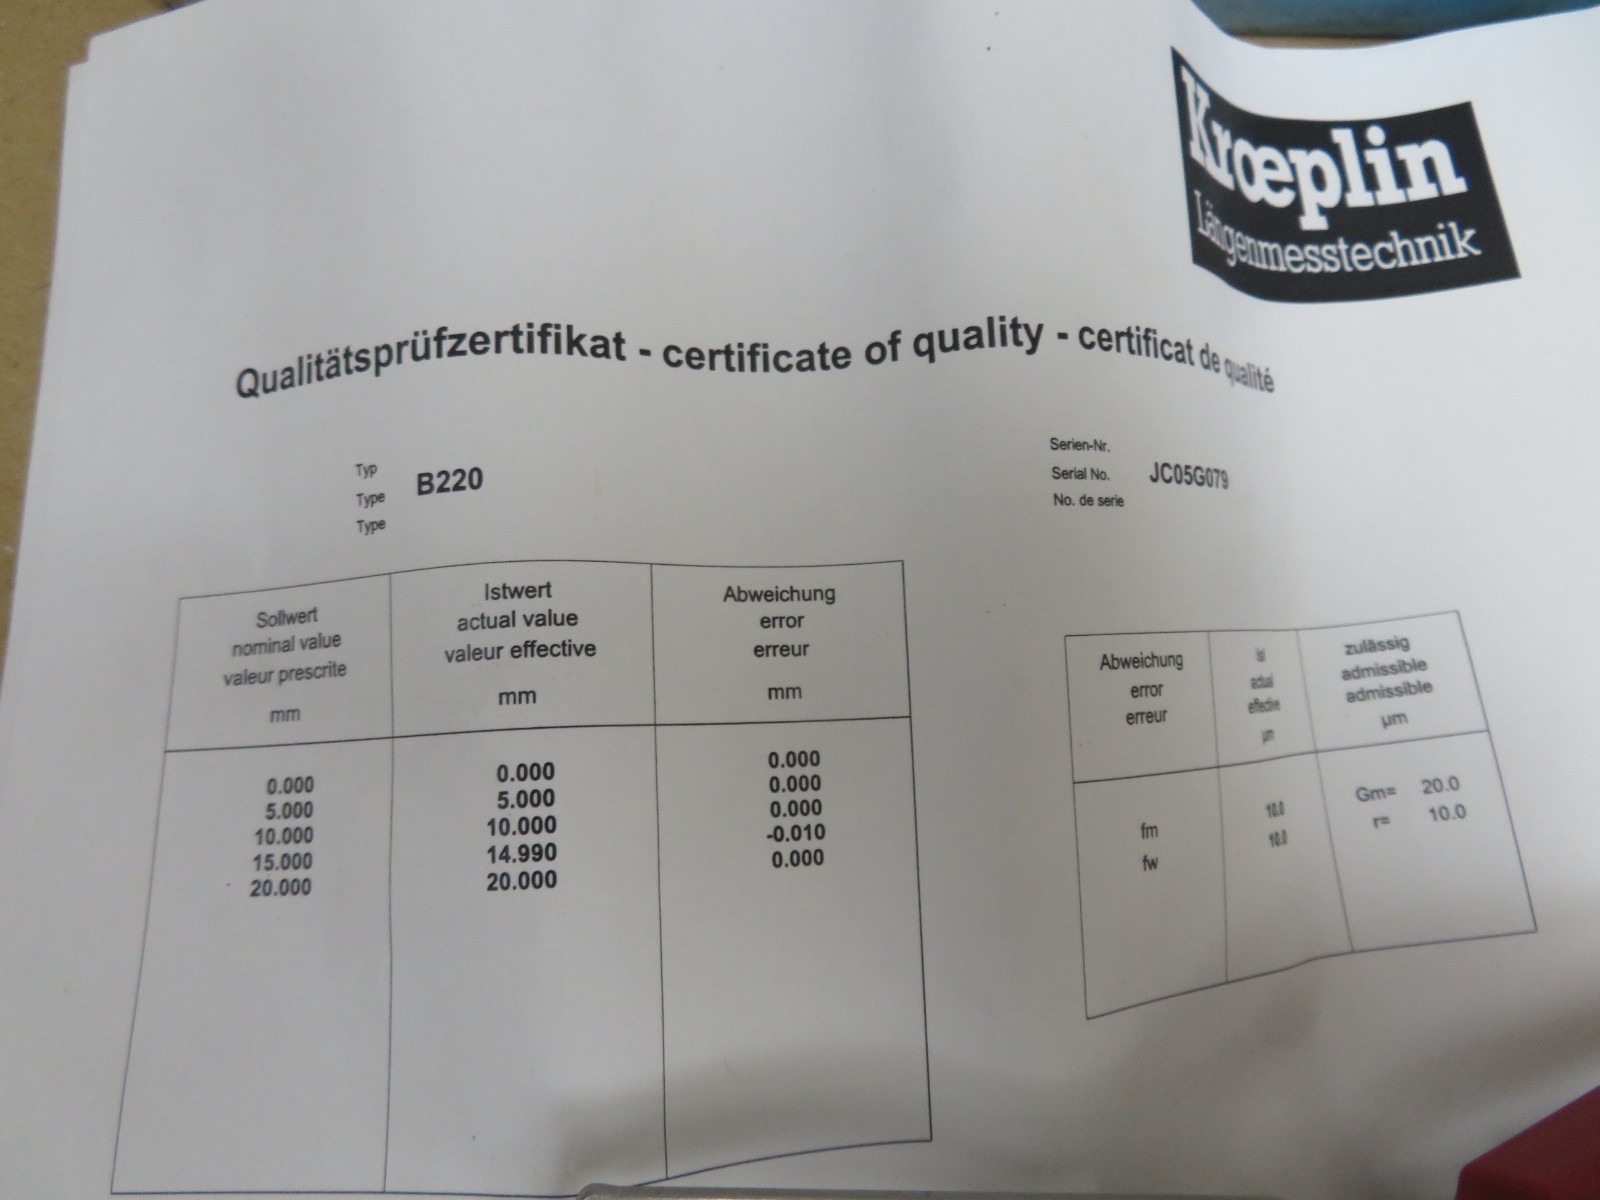 Krœplin
Längenmesstechnik
Qualitätsprüfzertifikat - certificate of quality - certificat de qualité
Typ
Type B220
Type
Serien-Nr.
Serial No. JC05G079
No. de serie
Sollwert
nominal value
valeur prescrite
mm
Istwert
actual value
valeur effective
mm
Abweichung
error
erreur
mm
0.000 0.000 0.000
5.000 5.000 0.000
10.000 10.000 0.000
15.000 14.990 -0.010
20.000 20.000 0.000
Abweichung
error
erreur
ist
actual
effective
µm
zulässig
admissible
admissible
µm
fm 10.0 Gm= 20.0
fw 10.0 r= 10.0